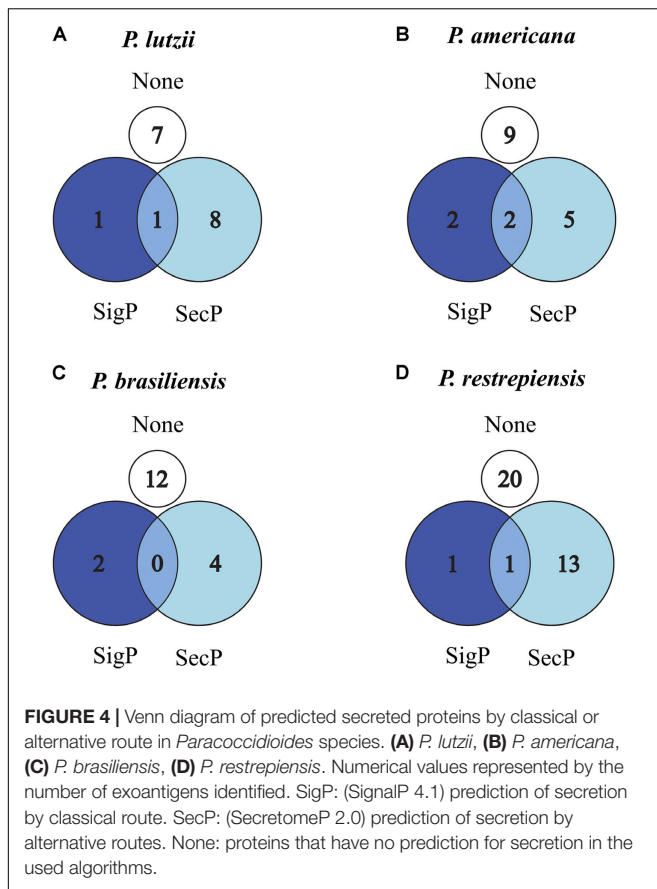 A P. lutzii
None
7
1 1 8
SigP SecP
B P. americana
None
9
2 2 5
SigP SecP
C P. brasiliensis
None
12
2 0 4
SigP SecP
D P. restrepiensis
None
20
1 1 13
SigP SecP
FIGURE 4 | Venn diagram of predicted secreted proteins by classical or
alternative route in Paracoccidioides species. (A) P. lutzii, (B) P. americana,
(C) P. brasiliensis, (D) P. restrepiensis. Numerical values represented by the
number of exoantigens identified. SigP: (SignalP 4.1) prediction of secretion
by classical route. SecP: (SecretomeP 2.0) prediction of secretion by
alternative routes. None: proteins that have no prediction for secretion in the
used algorithms.